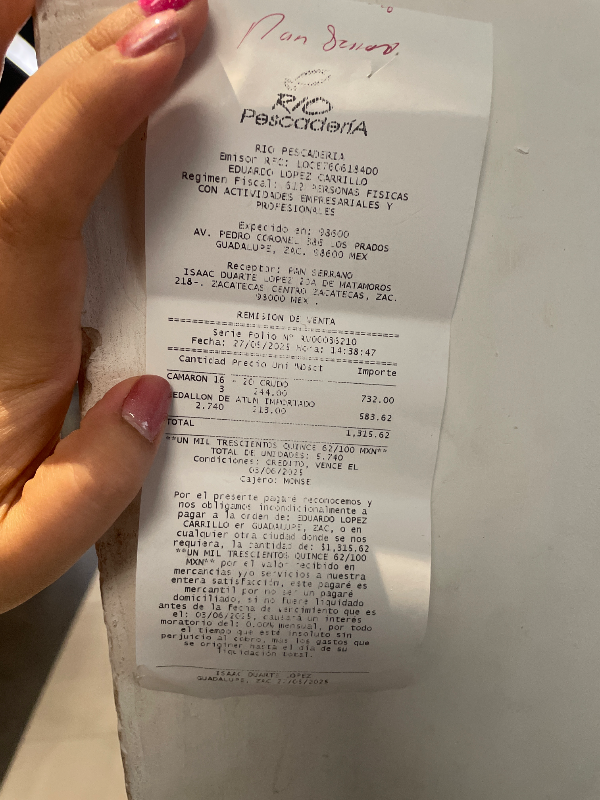 Pan Serrano.
RIO
PescaderíA
RIO PESCADERIA
Emisor RFC: LOCE7606184D0
EDUARDO LOPEZ CARRILLO
Regimen Fiscal: 612 PERSONAS FISICAS
CON ACTIVIDADES EMPRESARIALES Y
PROFESIONALES
Expecido en: 98600
AV. PEDRO CORONEL 386 LOS PRADOS
GUADALUPE, ZAC. 98600 MEX
Receptor: PAN SERRANO
ISAAC DUARTE LOPEZ 2DA DE MATAMOROS
218-. ZACATECAS CENTRO ZACATECAS, ZAC.
98000 MEX .
REMISION DE VENTA
Serie Folio Nº
Fecha: 27/05/2025 Hora: 14:38:47
Cantidad Precio Uni %Dsct Importe
CAMARON 16 - 20 CRUDO
3 244.00 732.00
MEDALLON DE ATUN IMPORTADO
2.740 213.00 583.62
TOTAL 1,315.62
**UN MIL TRESCIENTOS QUINCE 62/100 MXN**
TOTAL DE UNIDADES: 5.740
Condiciones: CREDITO, VENCE EL
03/06/2025
Cajero: MONSE
Por el presente pagaré reconocemos y
nos obligamos incondicionalmente a
pagar a la orden de: EDUARDO LOPEZ
CARRILLO en GUADALUPE, ZAC, o en
cualquier otra ciudad donde se nos
requiera, la cantidad de: $1,315.62
**UN MIL TRESCIENTOS QUINCE 62/100
MXN** por el valor recibido en
mercancías y/o servicios a nuestra
entera satisfacción, este pagaré es
mercantil por no ser un pagaré
domiciliado, si no fuere liquidado
antes de la fecha de vencimiento que es
el: 03/06/2025, causará un interés
moratorio del: 0.00% mensual, por todo
el tiempo que esté insoluto sin
perjuicio al cobro, mas los gastos que
se originen hasta el día de su
liquidación total.
ISAAC DUARTE LOPEZ
GUADALUPE, ZAC 27/05/2025